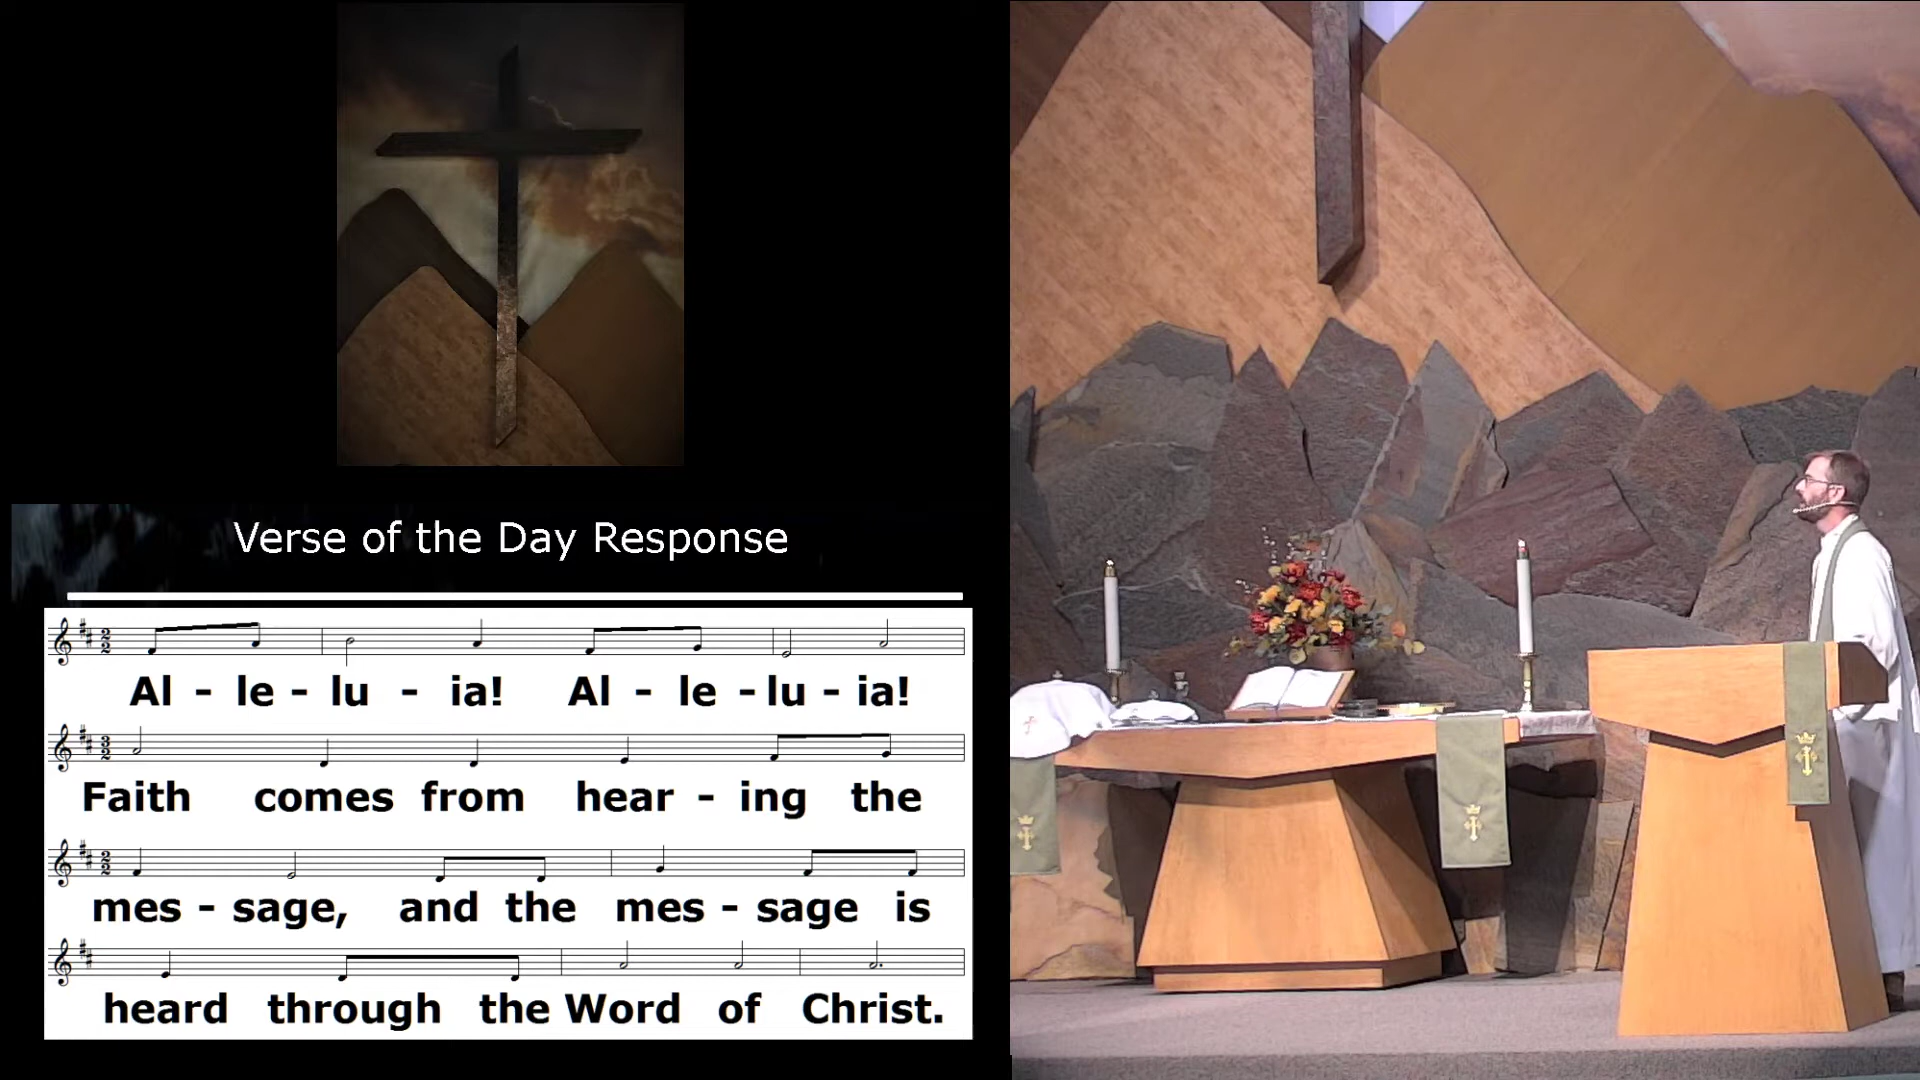 Verse of the Day Response
Al - le - lu - ia! Al - le - lu - ia!
Faith comes from hear - ing the
mes - sage, and the mes - sage is
heard through the Word of Christ.